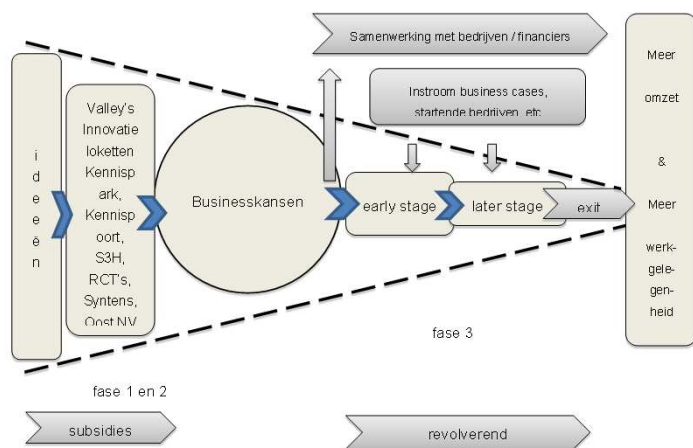 Samenwerking met bedrijven / financiers
Instroom business cases,
startende bedrijven, etc
i
d
e
e
ë
n
Valley's
Innovatie
loketten
Kennisp
ark,
Kennisp
oort,
S3H,
RCT's,
Syntens,
Oost NV
Businesskansen
early stage
later stage
exit
Meer
omzet
&
Meer
werk-
gele-
gen-
heid
fase 3
fase 1 en 2
subsidies
revolverend